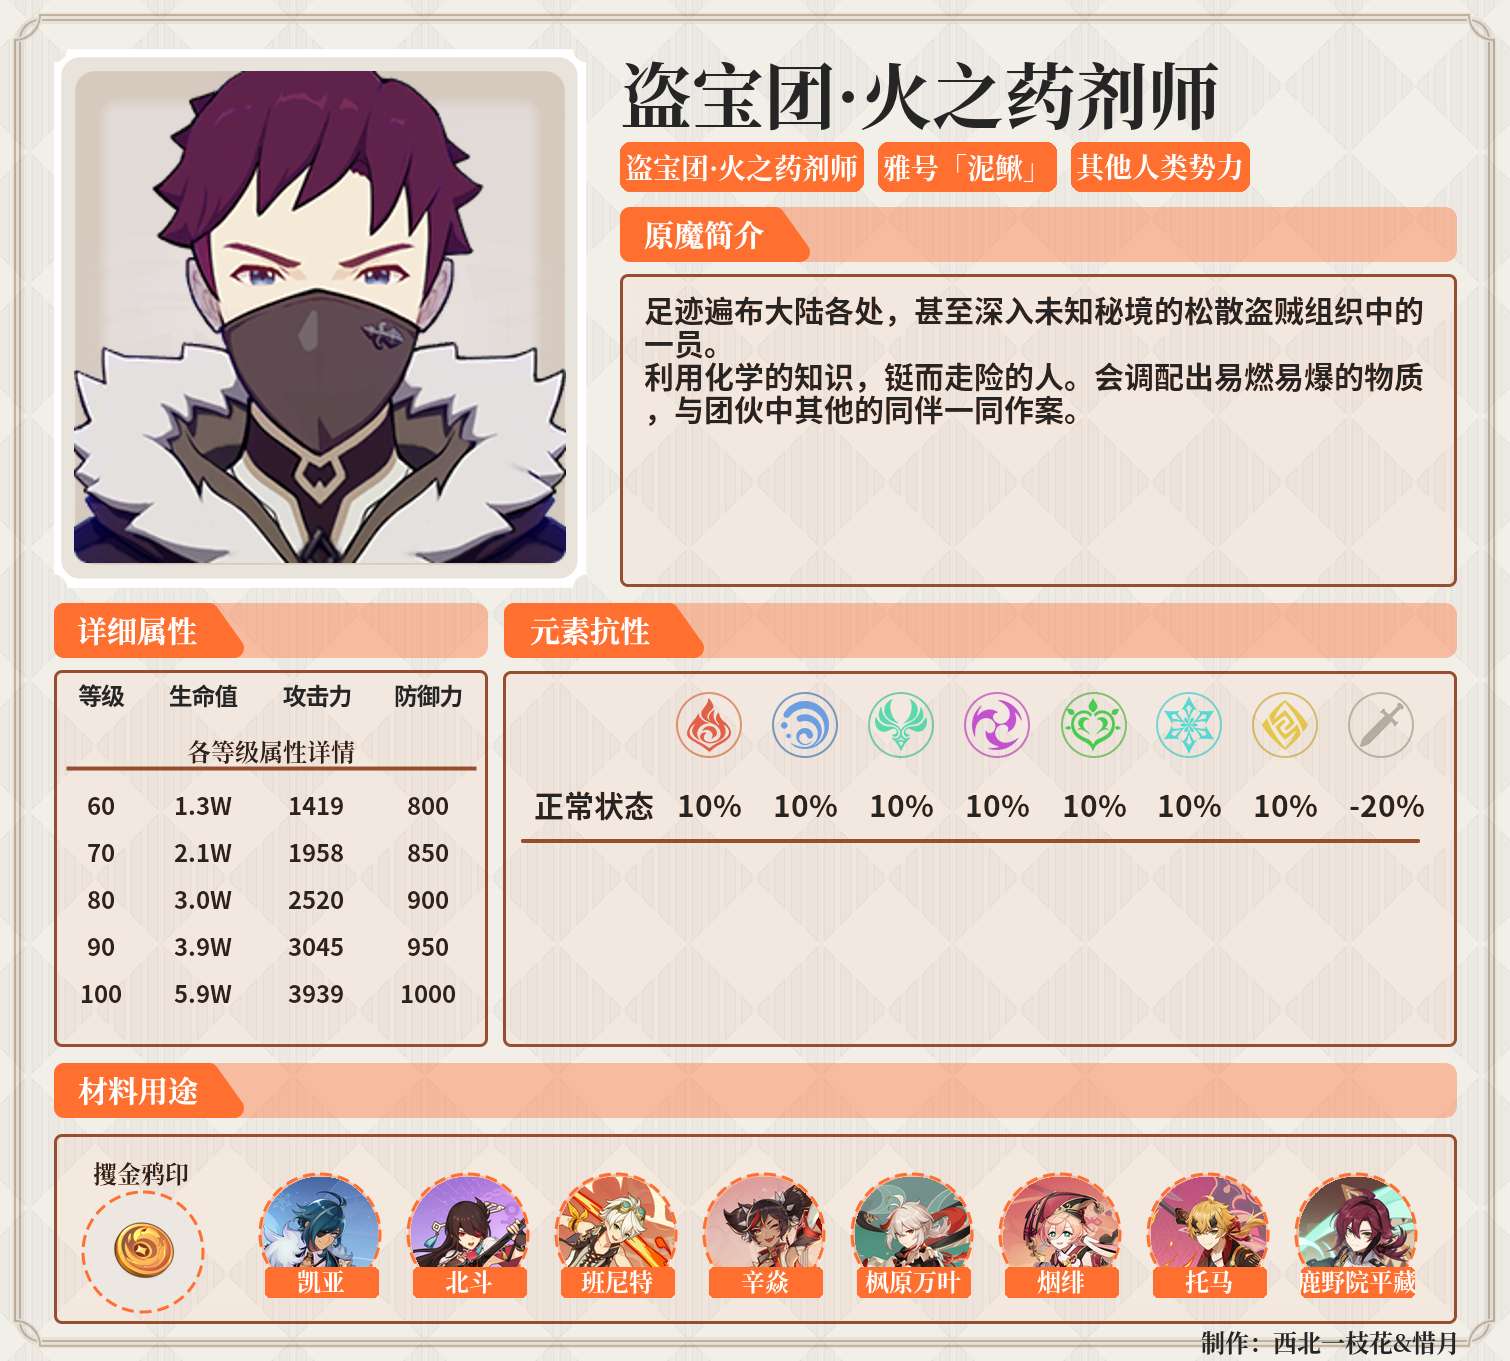 盗宝团·火之药剂师
盗宝团·火之药剂师 雅号「泥鳅」 其他人类势力
原魔简介
足迹遍布大陆各处，甚至深入未知秘境的松散盗贼组织中的
一员。
利用化学的知识，铤而走险的人。会调配出易燃易爆的物质
，与团伙中其他的同伴一同作案。
详细属性
等级 生命值 攻击力 防御力
各等级属性详情
60 1.3W 1419 800
70 2.1W 1958 850
80 3.0W 2520 900
90 3.9W 3045 950
100 5.9W 3939 1000
元素抗性
正常状态 10% 10% 10% 10% 10% 10% 10% -20%
材料用途
攫金鸦印
凯亚 北斗 班尼特 辛焱 枫原万叶 烟绯 托马 鹿野院平藏
制作：西北一枝花&惜月